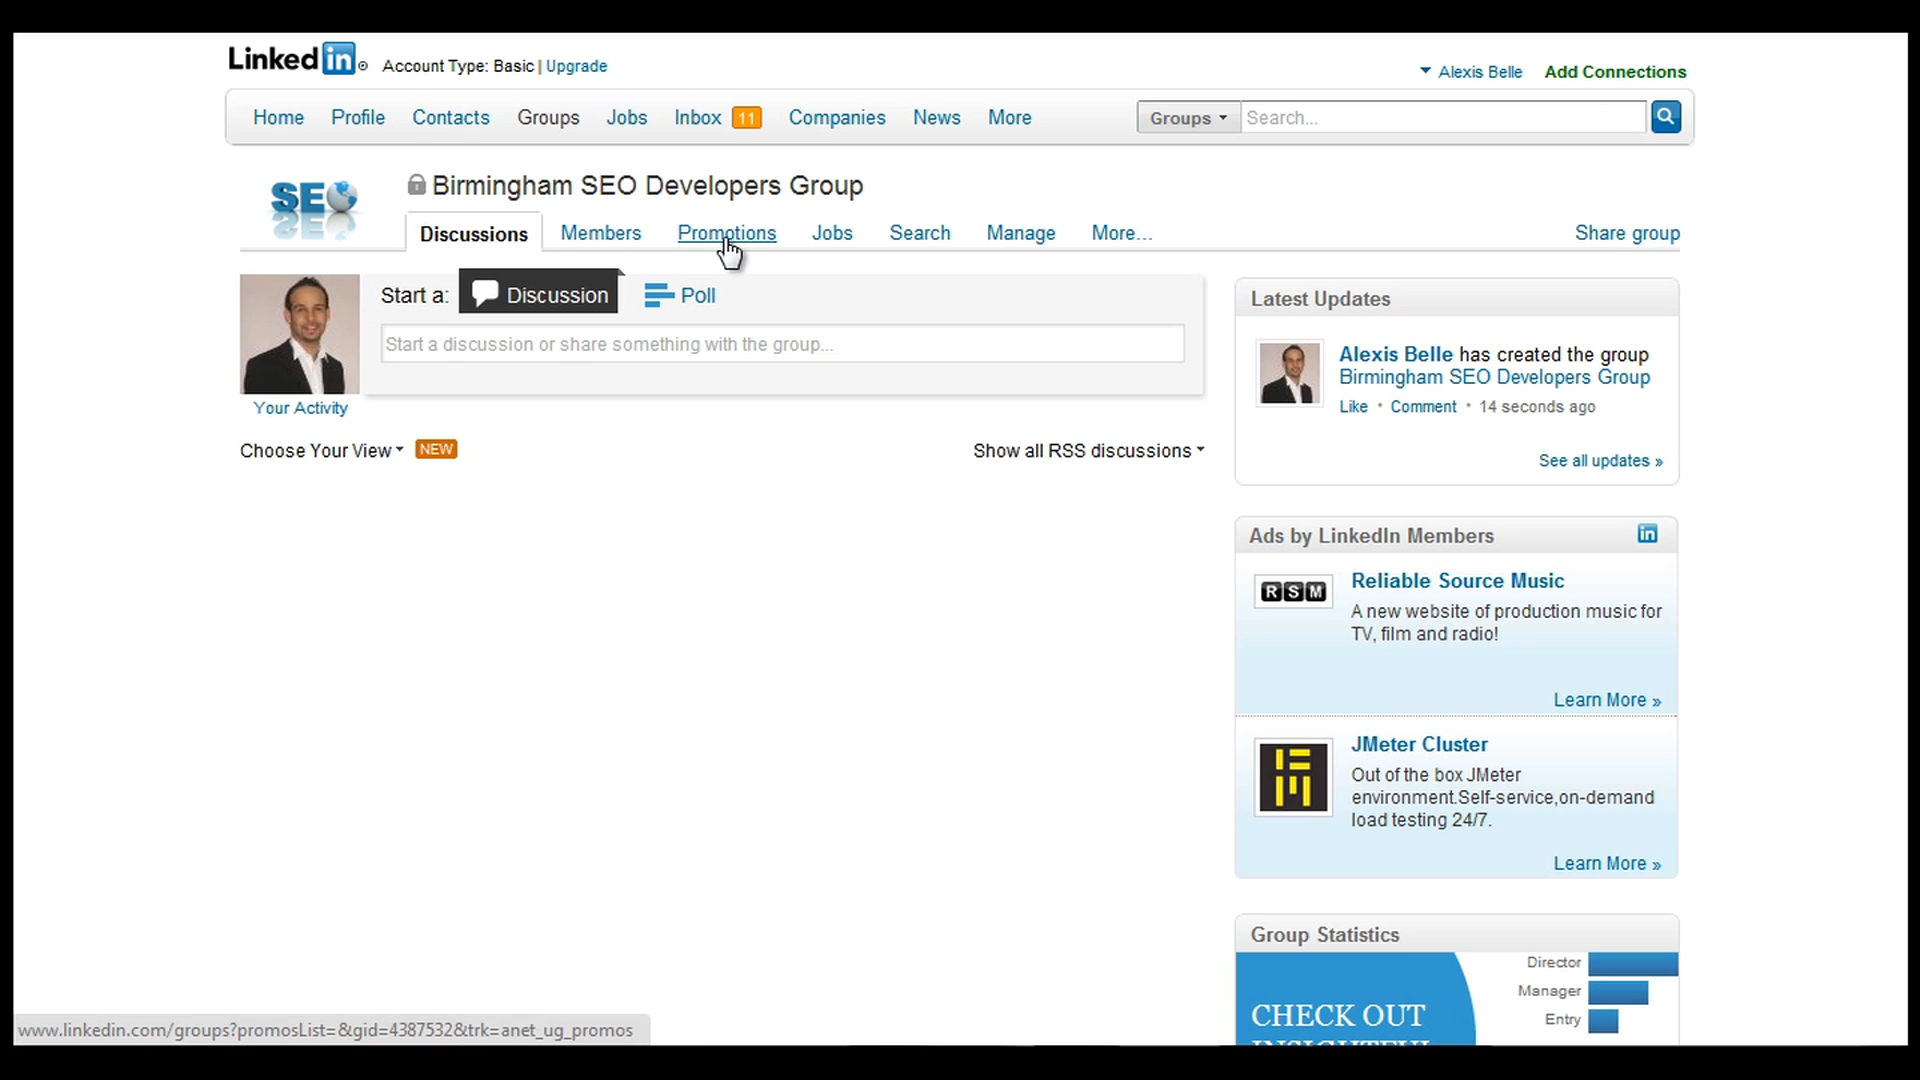 Linked in
Account Type: Basic | Upgrade
Alexis Belle
Add Connections
Home Profile Contacts Groups Jobs Inbox 11 Companies News More
Groups
Search...
SEO
Birmingham SEO Developers Group
Discussions Members Promotions Jobs Search Manage More...
Share group
Start a: Discussion Poll
Start a discussion or share something with the group...
Your Activity
Choose Your View NEW
Show all RSS discussions
Latest Updates
Alexis Belle has created the group
Birmingham SEO Developers Group
Like • Comment • 14 seconds ago
See all updates »
Ads by LinkedIn Members in
RSM
Reliable Source Music
A new website of production music for
TV, film and radio!
Learn More »
JMeter Cluster
Out of the box JMeter
environment.Self-service,on-demand
load testing 24/7.
Learn More »
Group Statistics
CHECK OUT
Director
Manager
Entry
www.linkedin.com/groups?promosList=&gid=4387532&trk=anet_ug_promos